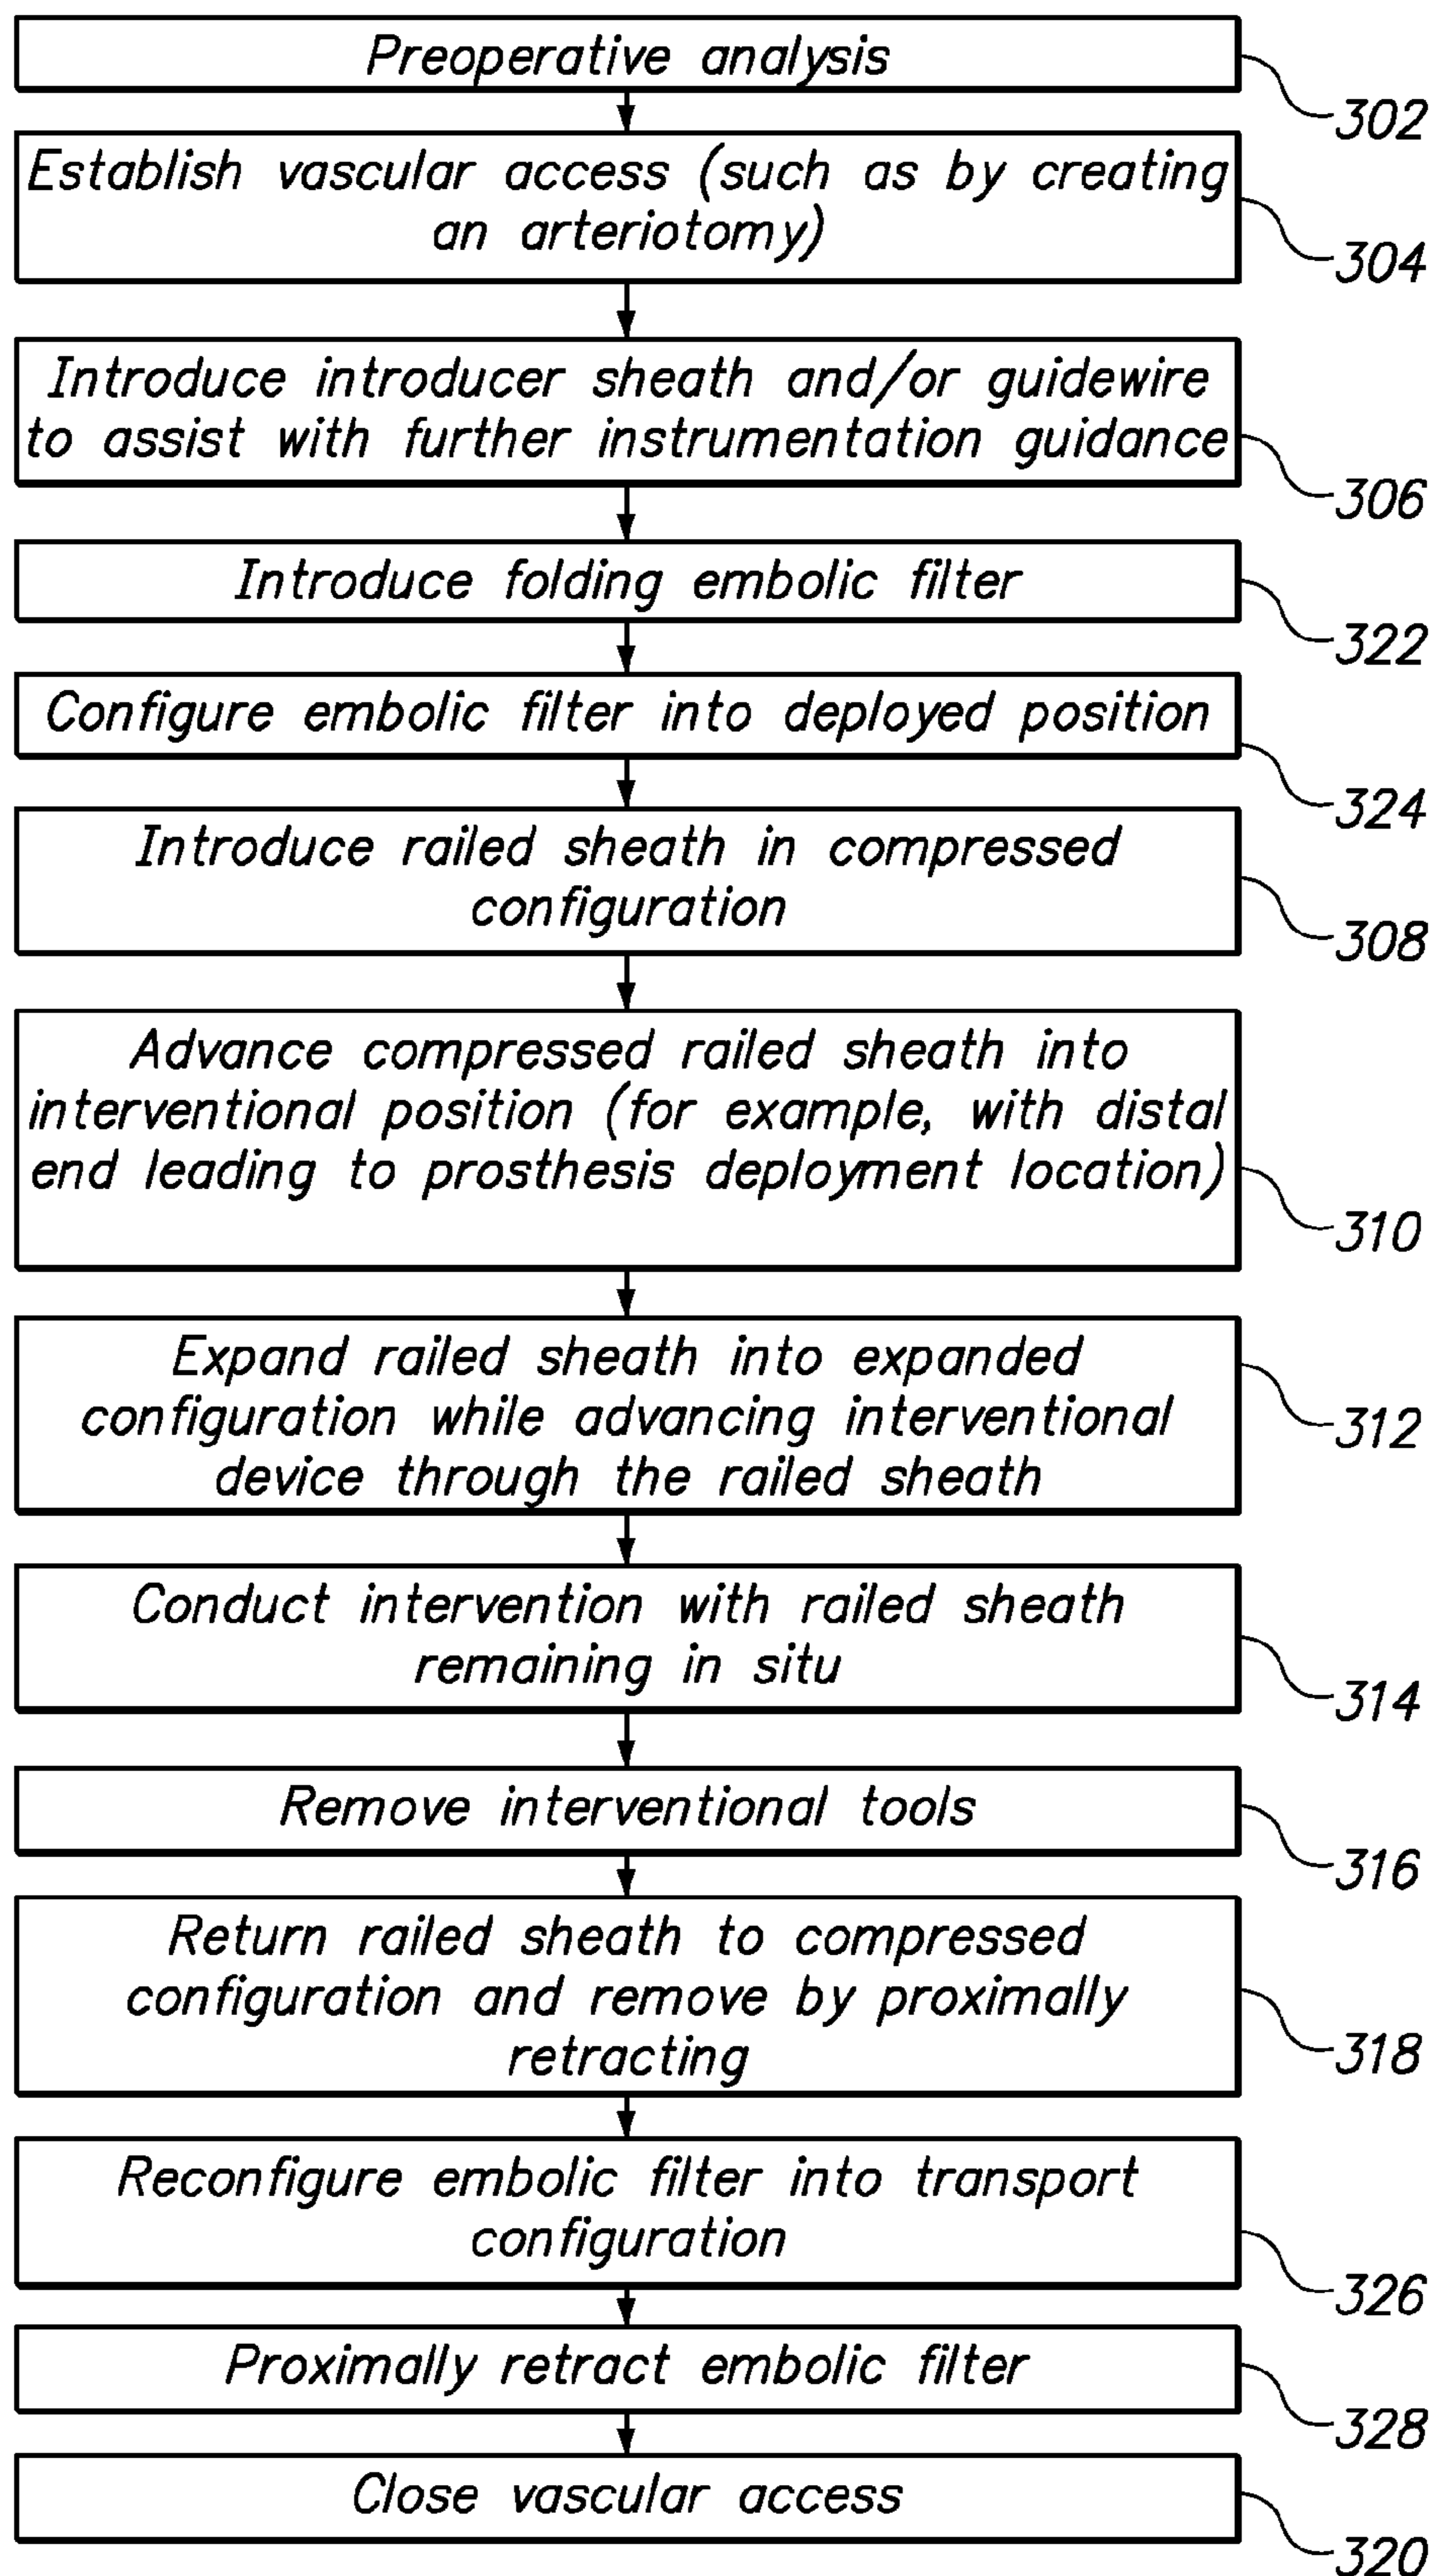 Preoperative analysis
302
Establish vascular access (such as by creating
an arteriotomy)
304
Introduce introducer sheath and/or guidewire
to assist with further instrumentation guidance
306
Introduce folding embolic filter
322
Configure embolic filter into deployed position
324
Introduce railed sheath in compressed
configuration
308
Advance compressed railed sheath into
interventional position (for example, with distal
end leading to prosthesis deployment location)
310
Expand railed sheath into expanded
configuration while advancing interventional
device through the railed sheath
312
Conduct intervention with railed sheath
remaining in situ
314
Remove interventional tools
316
Return railed sheath to compressed
configuration and remove by proximally
retracting
318
Reconfigure embolic filter into transport
configuration
326
Proximally retract embolic filter
328
Close vascular access
320